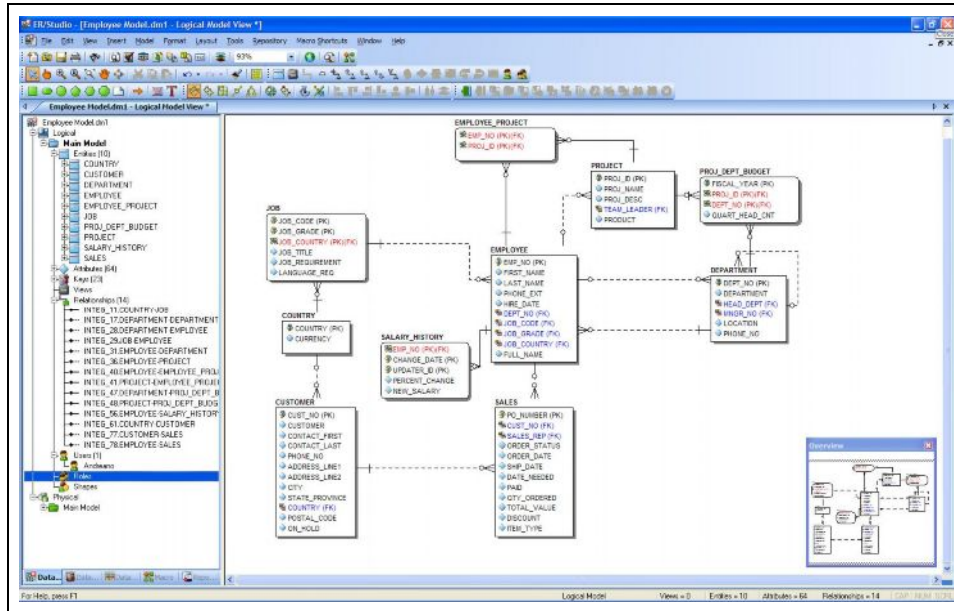 ER/Studio - [Employee Model.dm1 - Logical Model View *]
File Edit View Insert Model Format Layout Tools Repository Macro Shortcuts Window Help
93%
Employee Model.dm1 - Logical Model View *
Employee Model.dm1
Logical
Main Model
Entities (10)
COUNTRY
CUSTOMER
DEPARTMENT
EMPLOYEE
EMPLOYEE_PROJECT
JOB
PROJ_DEPT_BUDGET
PROJECT
SALARY_HISTORY
SALES
Attributes (64)
Keys (23)
Views
Relationships (14)
INTEG_11.COUNTRY-JOB
INTEG_17.DEPARTMENT-DEPARTMENT
INTEG_28.DEPARTMENT-EMPLOYEE
INTEG_29.JOB-EMPLOYEE
INTEG_31.EMPLOYEE-DEPARTMENT
INTEG_36.EMPLOYEE-PROJECT
INTEG_40.EMPLOYEE-EMPLOYEE_PROJ
INTEG_41.PROJECT-EMPLOYEE_PROJE
INTEG_47.DEPARTMENT-PROJ_DEPT_B
INTEG_48.PROJECT-PROJ_DEPT_BUDG
INTEG_56.EMPLOYEE-SALARY_HISTORY
INTEG_61.COUNTRY-CUSTOMER
INTEG_77.CUSTOMER-SALES
INTEG_78.EMPLOYEE-SALES
Users (1)
Roles
Shapes
Physical
Main Model
EMPLOYEE_PROJECT
EMP_NO (PK)(FK)
PROJ_ID (PK)(FK)
PROJECT
PROJ_ID (PK)
PROJ_NAME
PROJ_DESC
TEAM_LEADER (FK)
PRODUCT
PROJ_DEPT_BUDGET
FISCAL_YEAR (PK)
PROJ_ID (PK)(FK)
DEPT_NO (PK)(FK)
QUART_HEAD_CNT
JOB
JOB_CODE (PK)
JOB_GRADE (PK)
JOB_COUNTRY (PK)(FK)
JOB_TITLE
JOB_REQUIREMENT
LANGUAGE_REQ
EMPLOYEE
EMP_NO (PK)
FIRST_NAME
LAST_NAME
PHONE_EXT
HIRE_DATE
DEPT_NO (FK)
JOB_CODE (FK)
JOB_GRADE (FK)
JOB_COUNTRY (FK)
FULL_NAME
DEPARTMENT
DEPT_NO (PK)
DEPARTMENT
HEAD_DEPT (FK)
MNGR_NO (FK)
LOCATION
PHONE_NO
COUNTRY
COUNTRY (PK)
CURRENCY
SALARY_HISTORY
EMP_NO (PK)(FK)
CHANGE_DATE (PK)
UPDATER_ID (PK)
PERCENT_CHANGE
NEW_SALARY
CUSTOMER
CUST_NO (PK)
CUSTOMER
CONTACT_FIRST
CONTACT_LAST
PHONE_NO
ADDRESS_LINE1
ADDRESS_LINE2
CITY
STATE_PROVINCE
COUNTRY (FK)
POSTAL_CODE
ON_HOLD
SALES
PO_NUMBER (PK)
CUST_NO (FK)
SALES_REP (FK)
ORDER_STATUS
ORDER_DATE
SHIP_DATE
DATE_NEEDED
PAID
QTY_ORDERED
TOTAL_VALUE
DISCOUNT
ITEM_TYPE
Overview
Data...
For Help, press F1
Logical Model
Views = 0
Entities = 10
Attributes = 64
Relationships = 14
CAP NUM SCRL